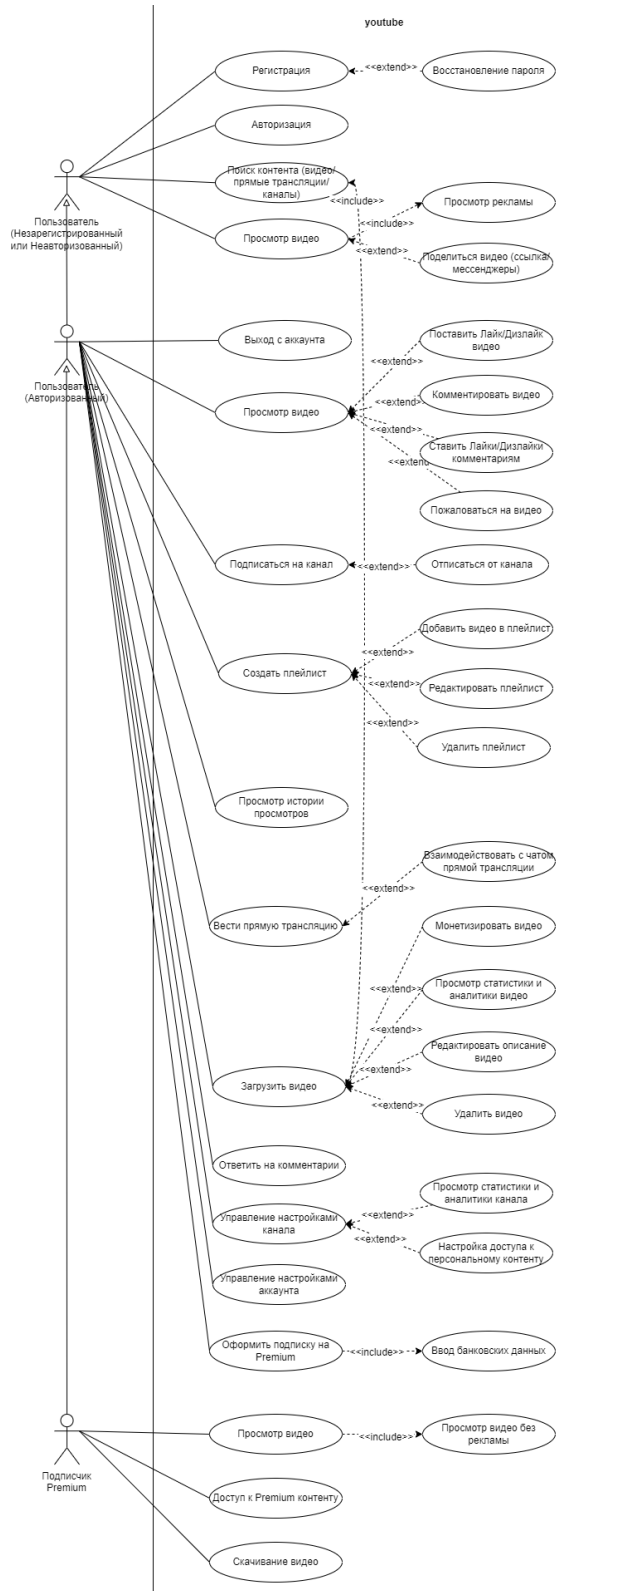 youtube
Регистрация
<<extend>>
Восстановление пароля
Авторизация
Поиск контента (видео/
прямые трансляции/
каналы)
<<include>>
Пользователь
(Незарегистрированный
или Неавторизованный)
Просмотр видео
<<include>>
Просмотр рекламы
<<extend>>
Поделиться видео (ссылка/
мессенджеры)
Выход с аккаунта
Пользователь
(Авторизованный)
Просмотр видео
<<extend>>
Поставить Лайк/Дизлайк
видео
<<extend>>
Комментировать видео
<<extend>>
Ставить Лайки/Дизлайки
комментариям
<<extend
Пожаловаться на видео
Подписаться на канал
<<extend>>
Отписаться от канала
Создать плейлист
<<extend>>
Добавить видео в плейлист
<<extend>>
Редактировать плейлист
<<extend>>
Удалить плейлист
Просмотр истории
просмотров
Вести прямую трансляцию
<<extend>>
Взаимодействовать с чатом
прямой трансляции
Загрузить видео
<<extend>>
Монетизировать видео
<<extend>>
Просмотр статистики и
аналитики видео
<<extend>>
Редактировать описание
видео
<<extend>>
Удалить видео
Ответить на комментарии
Управление настройками
канала
<<extend>>
Просмотр статистики и
аналитики канала
<<extend>>
Настройка доступа к
персональному контенту
Управление настройками
аккаунта
Оформить подписку на
Premium
<<include>>
Ввод банковских данных
Подписчик
Premium
Просмотр видео
<<include>>
Просмотр видео без
рекламы
Доступ к Premium контенту
Скачивание видео